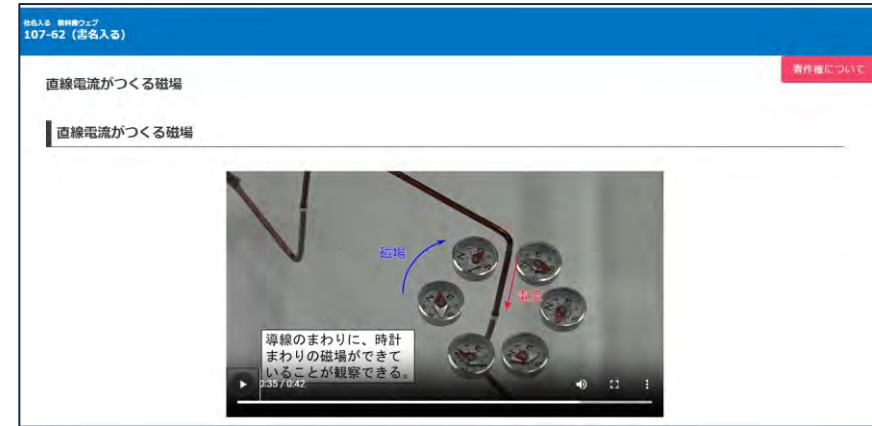 社名入る 教科書ウェブ
107-62 (書名入る)
著作権について
直線電流がつくる磁場
直線電流がつくる磁場
磁場
電流
導線のまわりに、時計
まわりの磁場ができて
いることが観察できる。
0:35 / 0:42